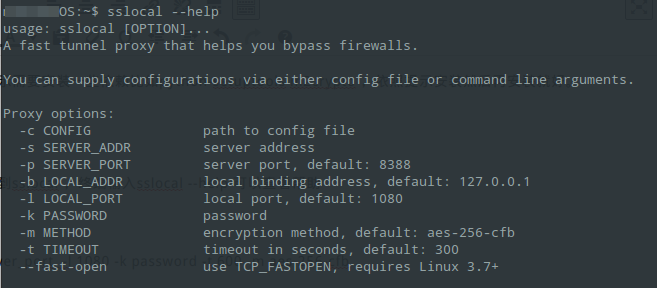 OS:~$ sslocal --help
usage: sslocal [OPTION]...
A fast tunnel proxy that helps you bypass firewalls.
You can supply configurations via either config file or command line arguments.
Proxy options:
-c CONFIG path to config file
-s SERVER_ADDR server address
-p SERVER_PORT server port, default: 8388
-b LOCAL_ADDR local binding address, default: 127.0.0.1
-l LOCAL_PORT local port, default: 1080
-k PASSWORD password
-m METHOD encryption method, default: aes-256-cfb
-t TIMEOUT timeout in seconds, default: 300
--fast-open use TCP_FASTOPEN, requires Linux 3.7+